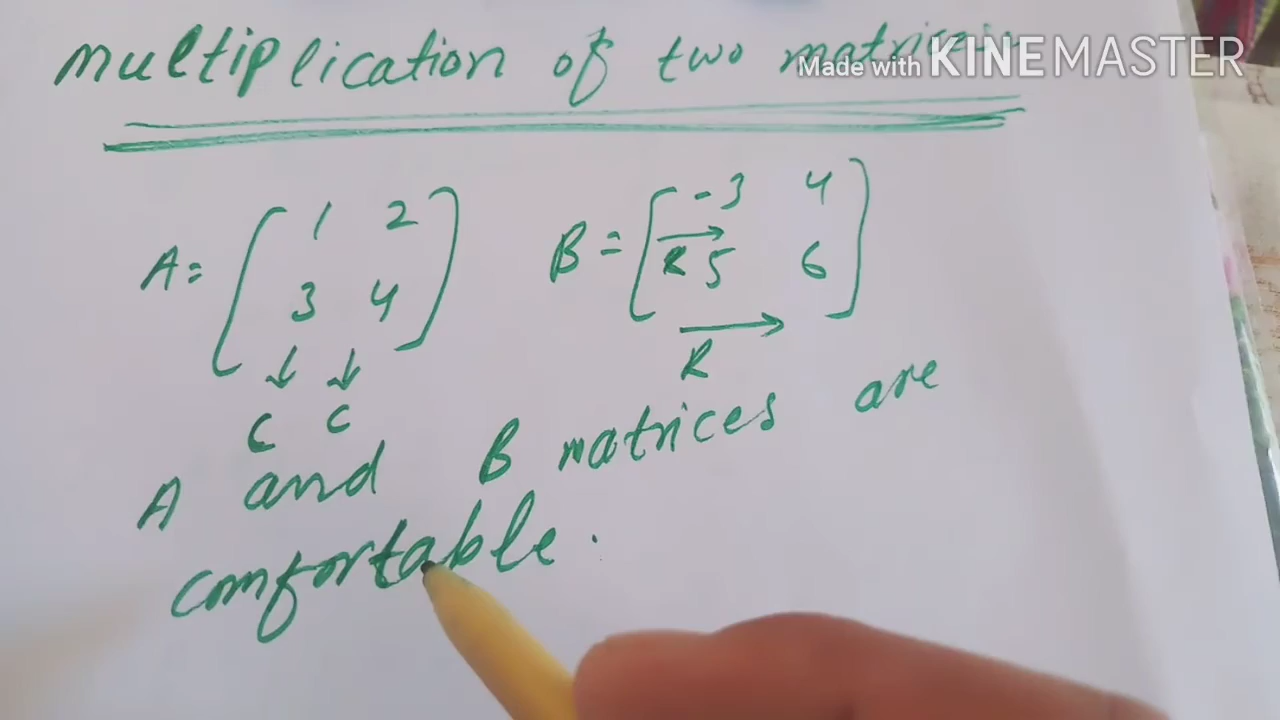 multiplication of two matrices
Made with KINEMASTER
A = [ 1 2
3 4 ]
B = [ -3 4
R 5 6 ]
C C
R
A and B matrices are
comfortable.